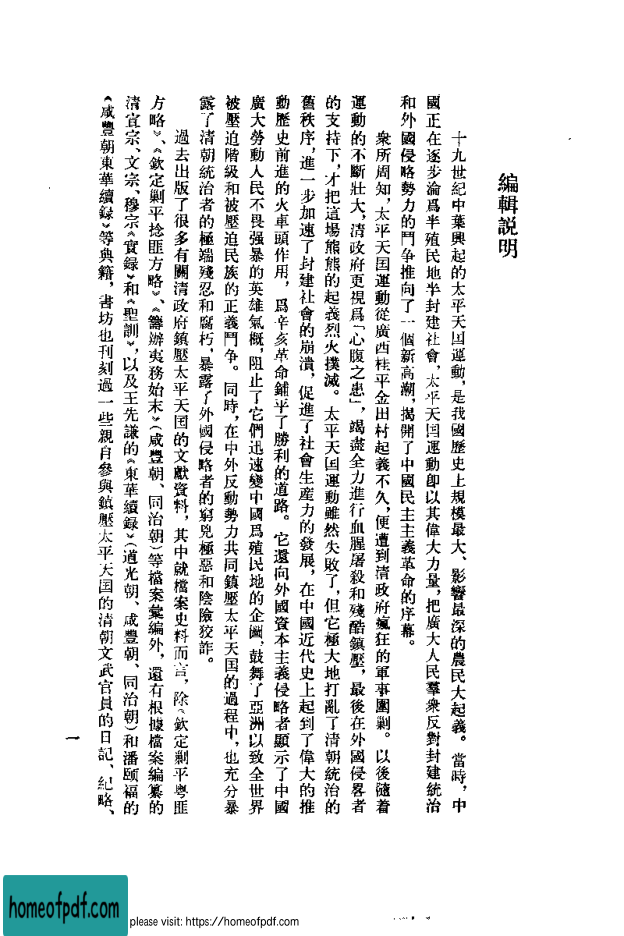 編輯說明
十九世紀中葉興起的太平天囯運動，是我國歷史上規模最大、影響最深的農民大起義。當時，中
國正在逐步淪爲半殖民地半封建社會，太平天囯運動卽以其偉大力量，把廣大人民羣衆反對封建統治
和外國侵略勢力的鬥争推向了一個新高潮，揭開了中國民主主義革命的序幕。
衆所周知，太平天囯運動從廣西桂平金田村起義不久，便遭到清政府瘋狂的軍事圍剿。以後隨着
運動的不斷壯大，清政府更視爲「心腹之患」，竭盡全力進行血腥屠殺和殘酷鎮壓，最後在外國侵畧者
的支持下，才把這場熊熊的起義烈火撲滅。太平天囯運動雖然失敗了，但它極大地打亂了清朝統治的
舊秩序，進一步加速了封建社會的崩潰，促進了社會生產力的發展，在中國近代史上起到了偉大的推
動歷史前進的火車頭作用，爲辛亥革命鋪平了勝利的道路。它還向外國資本主義侵略者顯示了中國
廣大勞動人民不畏强暴的英雄氣概，阻止了它們迅速變中國爲殖民地的企圖，鼓舞了亞洲以致全世界
被壓迫階級和被壓迫民族的正義鬥争。同時，在中外反動勢力共同鎮壓太平天囯的過程中，也充分暴
露了清朝統治者的極端殘忍和腐朽，暴露了外國侵略者的窮兇極惡和陰險狡詐。
過去出版了很多有關清政府鎮壓太平天囯的文獻資料，其中就檔案史料而言，除《欽定剿平粵匪
方略》、《欽定剿平捻匪方略》、《籌辦夷務始末》（咸豐朝、同治朝）等檔案彙編外，還有根據檔案編纂的
清宣宗、文宗、穆宗《實録》和《聖訓》，以及王先謙的《東華續録》（道光朝、咸豐朝、同治朝）和潘頤福的
《咸豐朝東華續録》等典籍，書坊也刊刻過一些親自參與鎮壓太平天囯的清朝文武官員的日記、紀略、
一
homeofpdf.com
please visit: https://homeofpdf.com